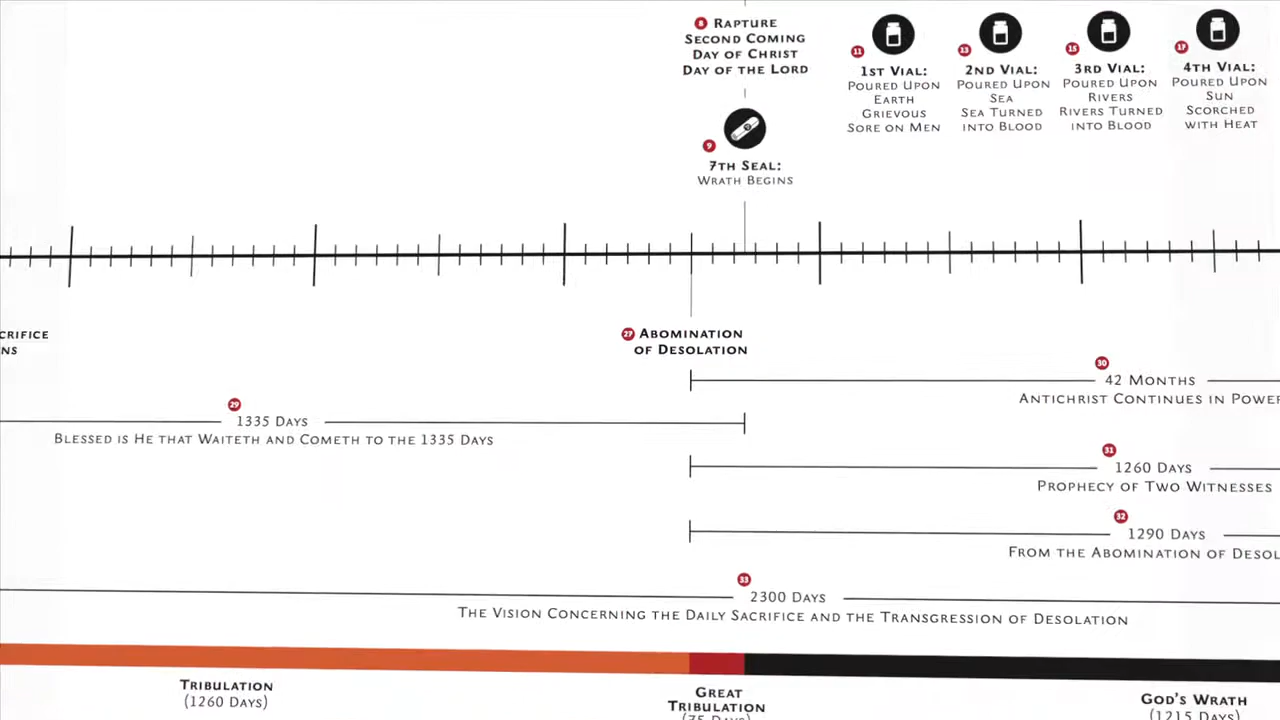 8 RAPTURE
SECOND COMING
DAY OF CHRIST
DAY OF THE LORD
9
7TH SEAL:
WRATH BEGINS
11
1ST VIAL:
POURED UPON
EARTH
GRIEVOUS
SORE ON MEN
13
2ND VIAL:
POURED UPON
SEA
SEA TURNED
INTO BLOOD
15
3RD VIAL:
POURED UPON
RIVERS
RIVERS TURNED
INTO BLOOD
17
4TH VIAL:
POURED UPON
SUN
SCORCHED
WITH HEAT
CRIFICE
NS
27 ABOMINATION
OF DESOLATION
30
42 MONTHS
ANTICHRIST CONTINUES IN POWER
29
1335 DAYS
BLESSED IS HE THAT WAITETH AND COMETH TO THE 1335 DAYS
31
1260 DAYS
PROPHECY OF TWO WITNESSES
32
1290 DAYS
FROM THE ABOMINATION OF DESOL
33
2300 DAYS
THE VISION CONCERNING THE DAILY SACRIFICE AND THE TRANSGRESSION OF DESOLATION
TRIBULATION
(1260 DAYS)
GREAT
TRIBULATION
(75 DAYS)
GOD'S WRATH
(1215 DAYS)